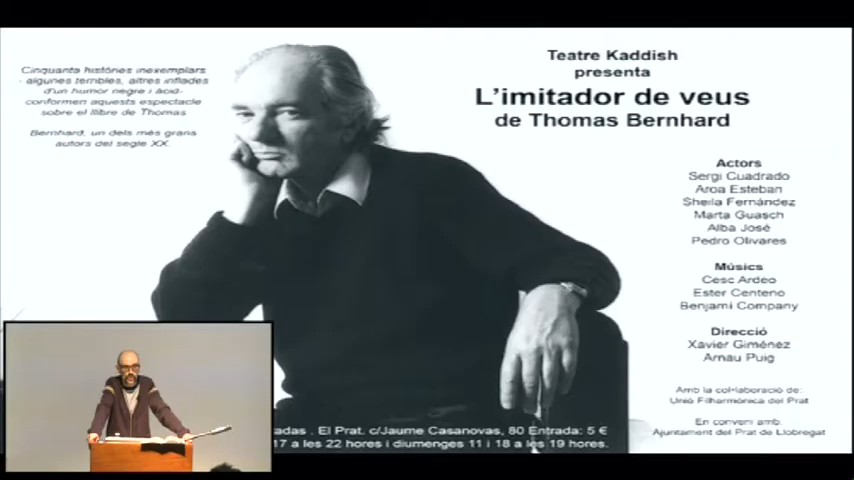 Cinquanta històries inexemplars
- algunes terribles, altres inflades
d'un humor negre i àcid-
conformen aquests espectacle
sobre el llibre de Thomas
Bernhard, un dels més grans
autors del segle XX.
Teatre Kaddish
presenta
L'imitador de veus
de Thomas Bernhard
Actors
Sergi Cuadrado
Aroa Esteban
Sheila Fernández
Marta Guasch
Alba José
Pedro Olivares
Músics
Cesc Ardeo
Ester Centeno
Benjami Company
Direcció
Xavier Giménez
Arnau Puig
Amb la col·laboració de:
Unió Filharmònica del Prat
En conveni amb:
Ajuntament del Prat de Llobregat
adas . El Prat. c/Jaume Casanovas, 80 Entrada: 5 €
17 a les 22 hores i diumenges 11 i 18 a les 19 hores.